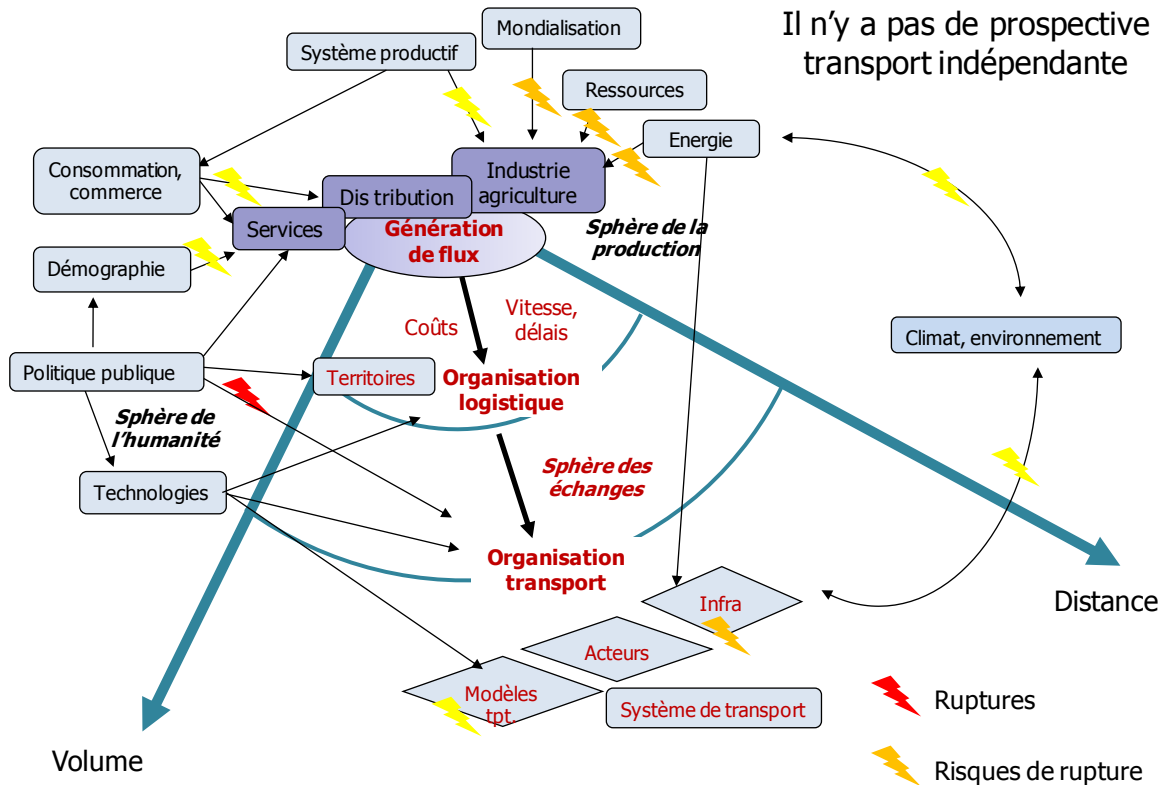 Il n'y a pas de prospective
transport indépendante
Mondialisation
Système productif
Ressources
Energie
Consommation,
commerce
Industrie
agriculture
Dis tribution
Services
Génération
de flux
Sphère de la
production
Démographie
Coûts
Vitesse,
délais
Climat, environnement
Politique publique
Territoires
Organisation
logistique
Sphère de
l'humanité
Sphère des
échanges
Technologies
Organisation
transport
Infra
Distance
Acteurs
Modèles
tpt.
Système de transport
Ruptures
Volume
Risques de rupture